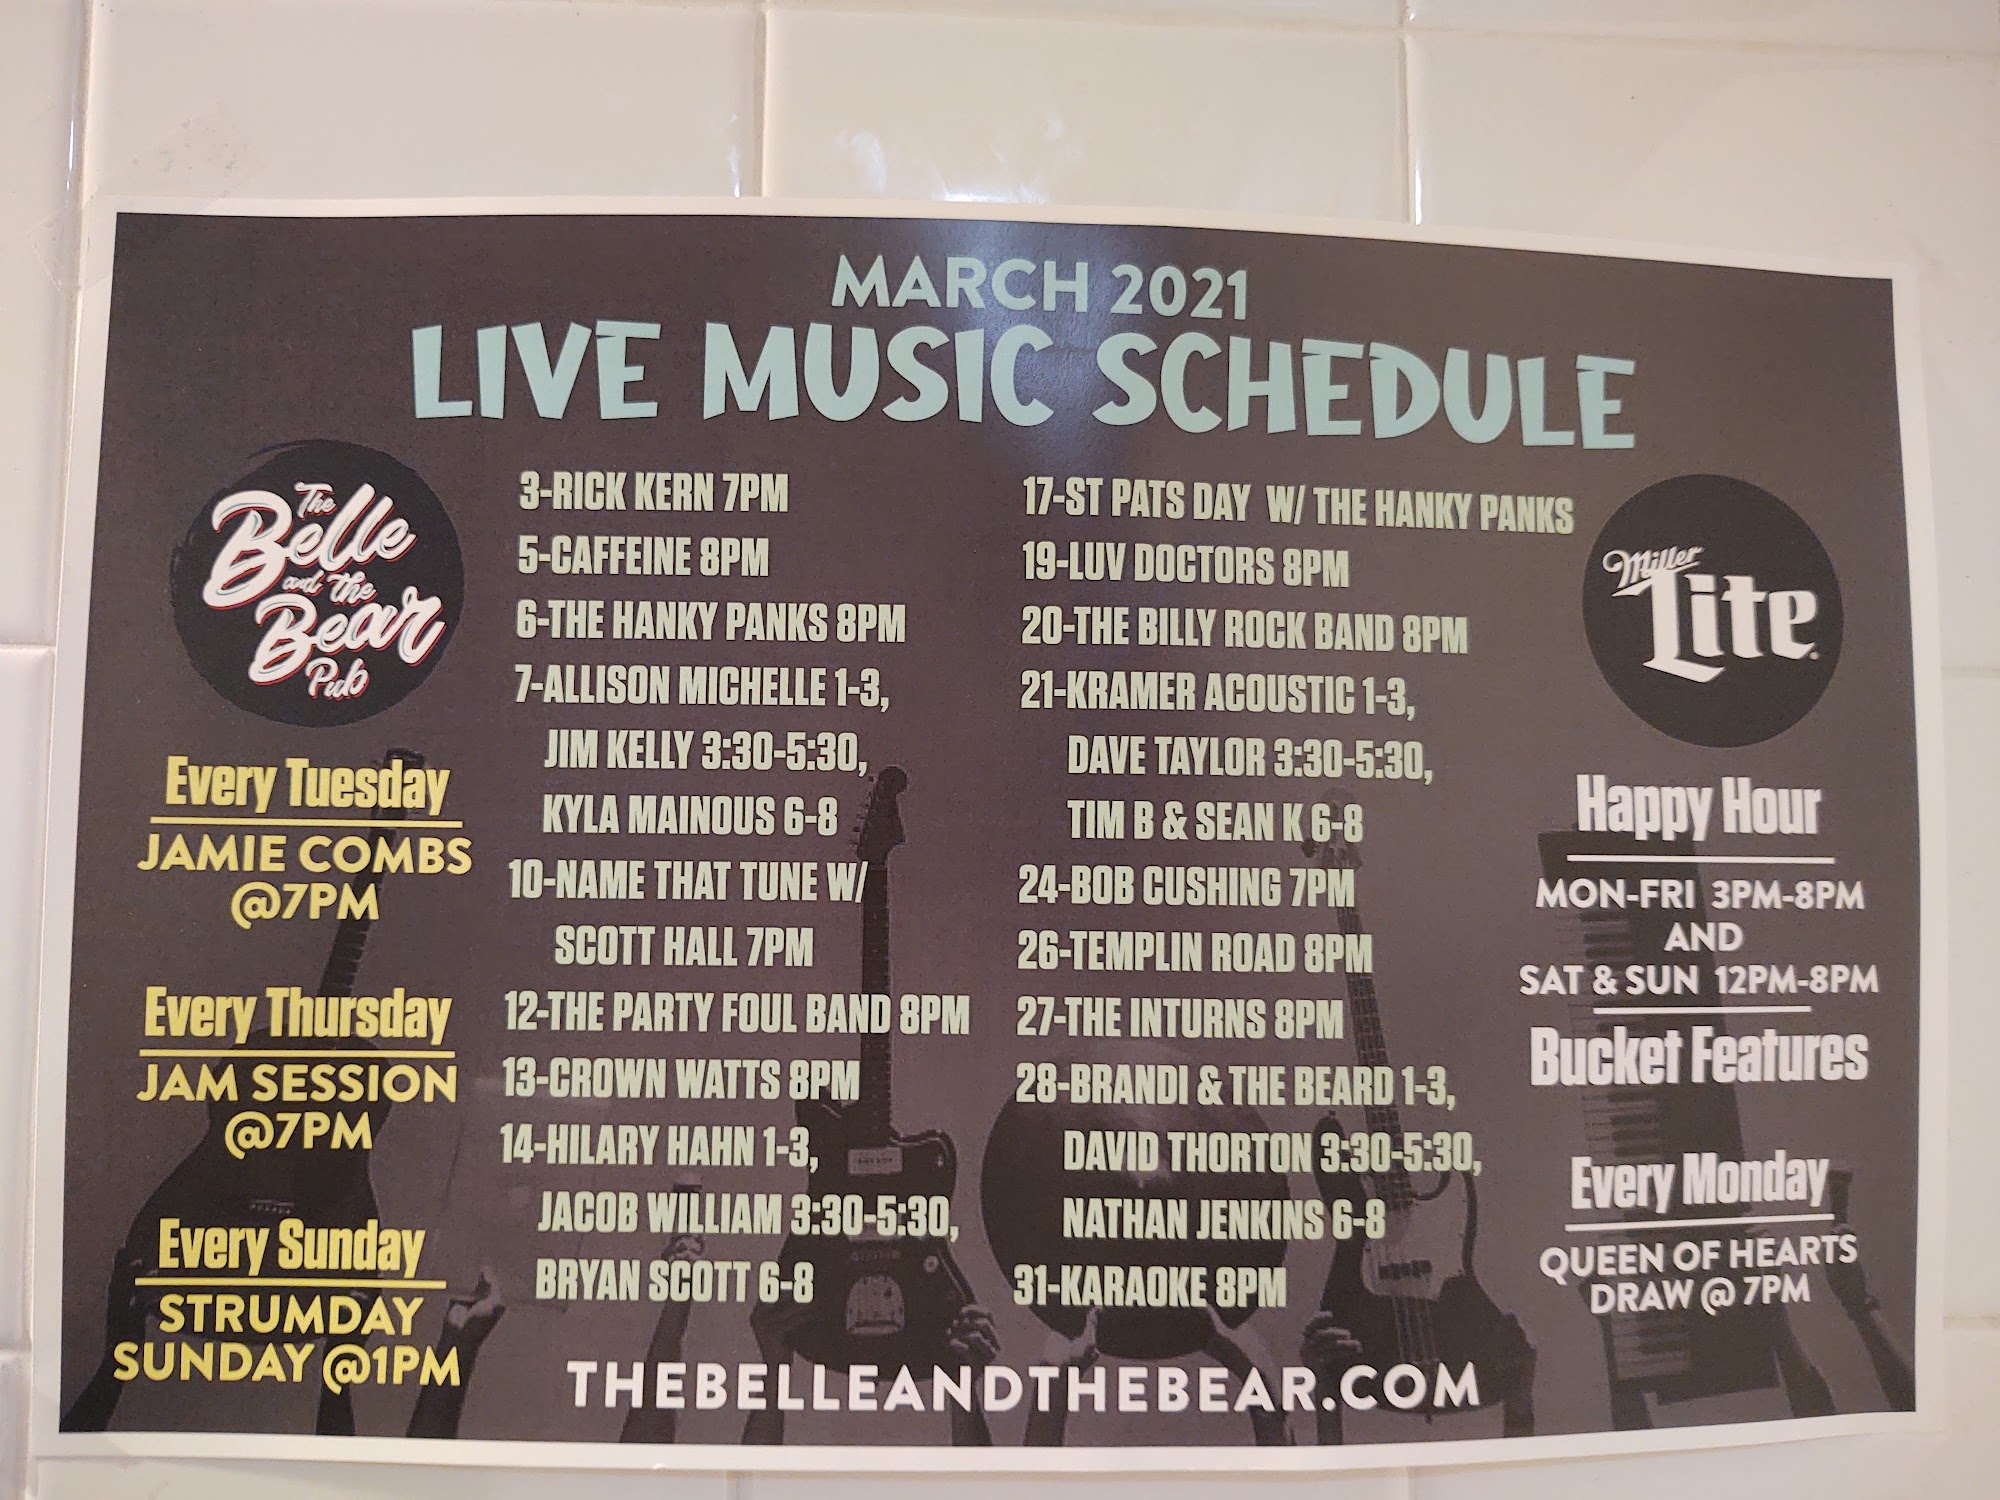 MARCH 2021
LIVE MUSIC SCHEDULE
The
Belle
and the
Bear
Pub
Every Tuesday
JAMIE COMBS
@7PM
Every Thursday
JAM SESSION
@7PM
Every Sunday
STRUMDAY
SUNDAY @1PM
3-RICK KERN 7PM
5-CAFFEINE 8PM
6-THE HANKY PANKS 8PM
7-ALLISON MICHELLE 1-3,
JIM KELLY 3:30-5:30,
KYLA MAINOUS 6-8
10-NAME THAT TUNE W/
SCOTT HALL 7PM
12-THE PARTY FOUL BAND 8PM
13-CROWN WATTS 8PM
14-HILARY HAHN 1-3,
JACOB WILLIAM 3:30-5:30,
BRYAN SCOTT 6-8
17-ST PATS DAY W/ THE HANKY PANKS
19-LUV DOCTORS 8PM
20-THE BILLY ROCK BAND 8PM
21-KRAMER ACOUSTIC 1-3,
DAVE TAYLOR 3:30-5:30,
TIM B & SEAN K 6-8
24-BOB CUSHING 7PM
26-TEMPLIN ROAD 8PM
27-THE INTURNS 8PM
28-BRANDI & THE BEARD 1-3,
DAVID THORTON 3:30-5:30,
NATHAN JENKINS 6-8
31-KARAOKE 8PM
Miller
Lite
Happy Hour
MON-FRI 3PM-8PM
AND
SAT & SUN 12PM-8PM
Bucket Features
Every Monday
QUEEN OF HEARTS
DRAW @ 7PM
THEBELLEANDTHEBEAR.COM